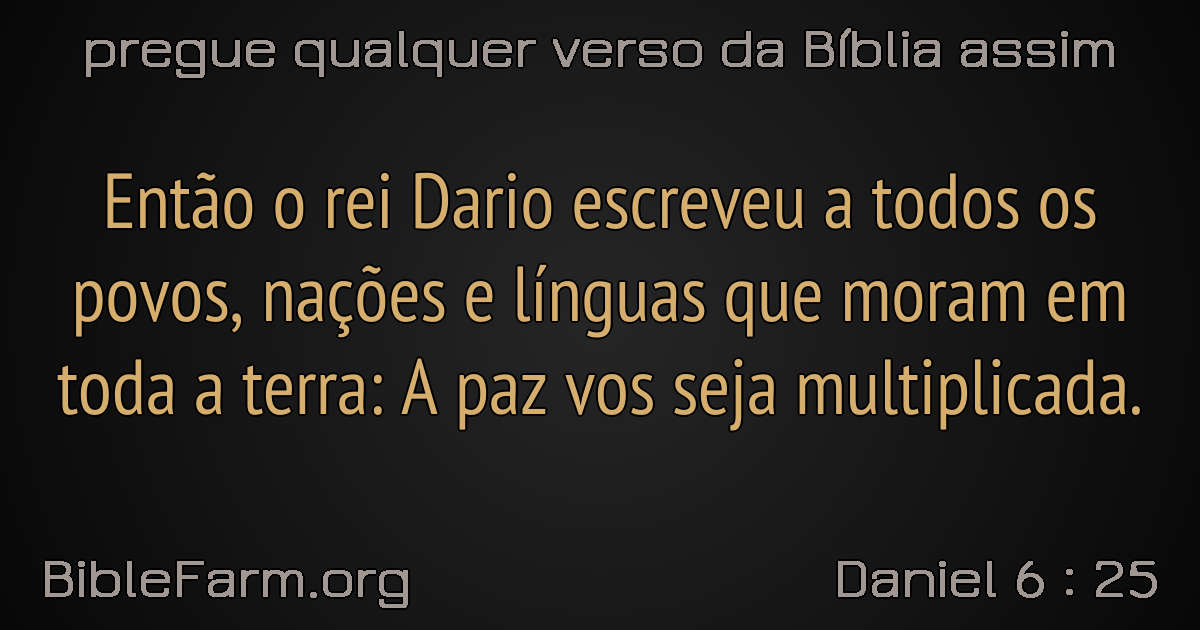 pregue qualquer verso da Bíblia assim
Então o rei Dario escreveu a todos os
povos, nações e línguas que moram em
toda a terra: A paz vos seja multiplicada.
BibleFarm.org
Daniel 6 : 25